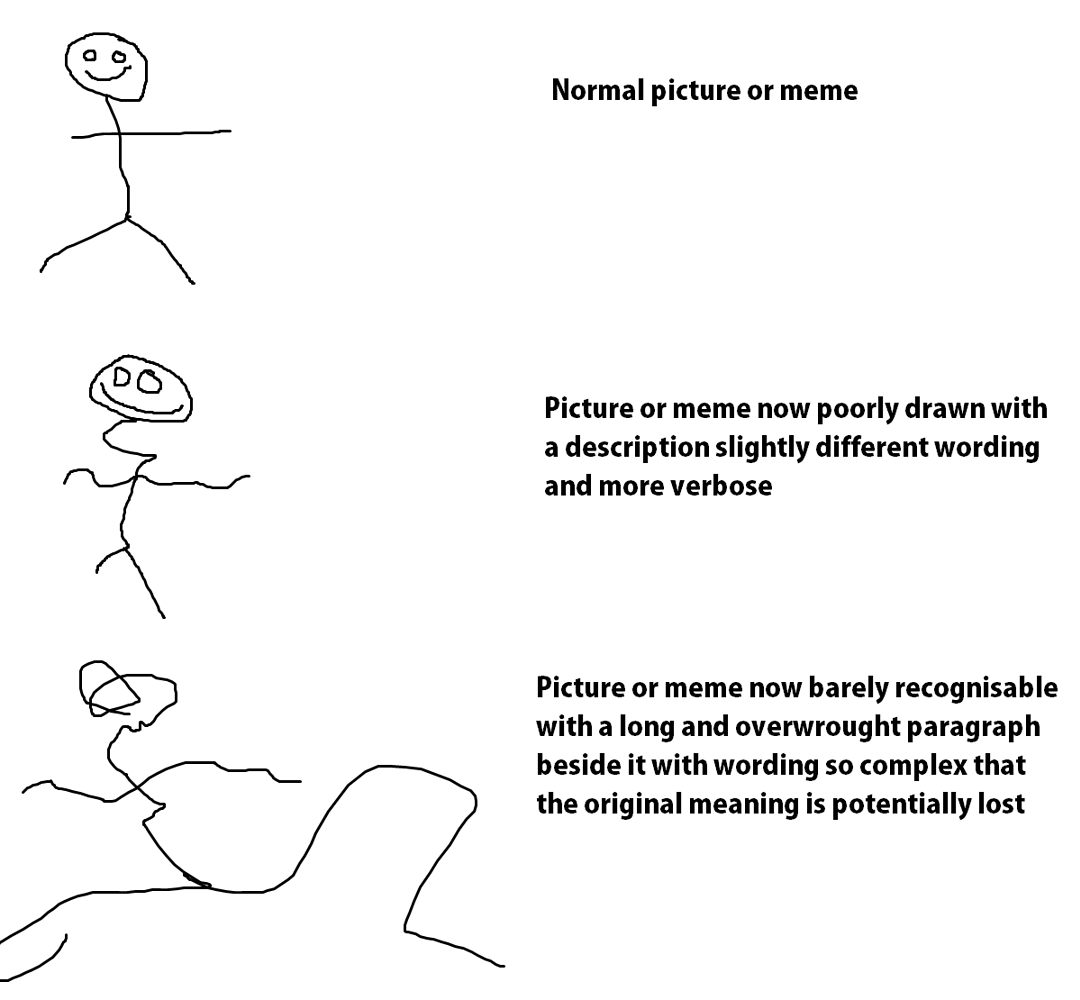 Normal picture or meme
Picture or meme now poorly drawn with
a description slightly different wording
and more verbose
Picture or meme now barely recognisable
with a long and overwrought paragraph
beside it with wording so complex that
the original meaning is potentially lost